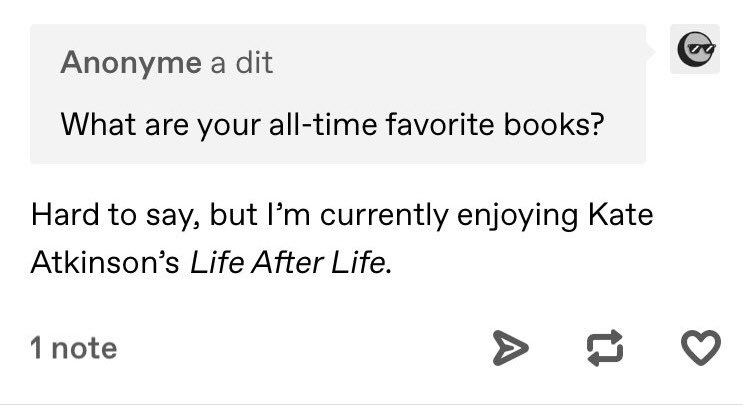 Anonyme a dit
What are your all-time favorite books?
Hard to say, but I’m currently enjoying Kate
Atkinson’s Life After Life.
1 note